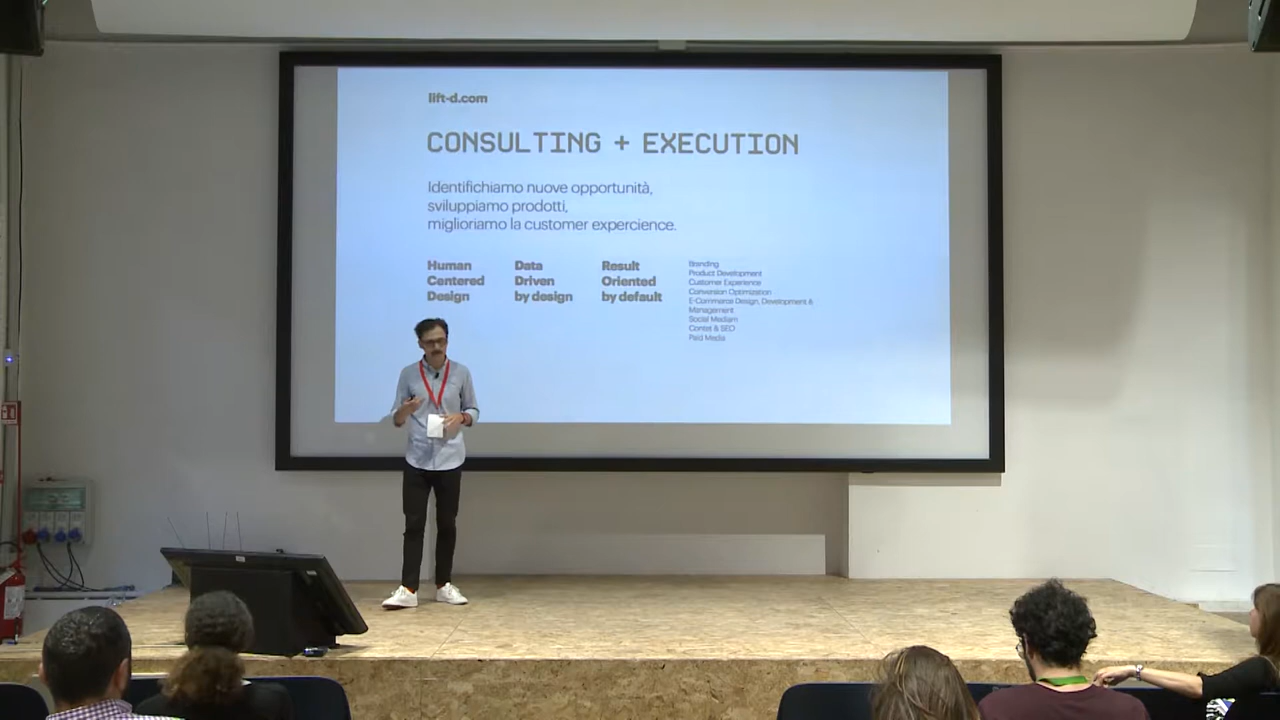 lift-d.com
CONSULTING + EXECUTION
Identifichiamo nuove opportunità,
sviluppiamo prodotti,
miglioriamo la customer expercience.
Human
Centered
Design
Data
Driven
by design
Result
Oriented
by default
Branding
Product Development
Customer Experience
Conversion Optimization
E-Commerce Design, Development &
Management
Social Mediam
Contet & SEO
Paid Media